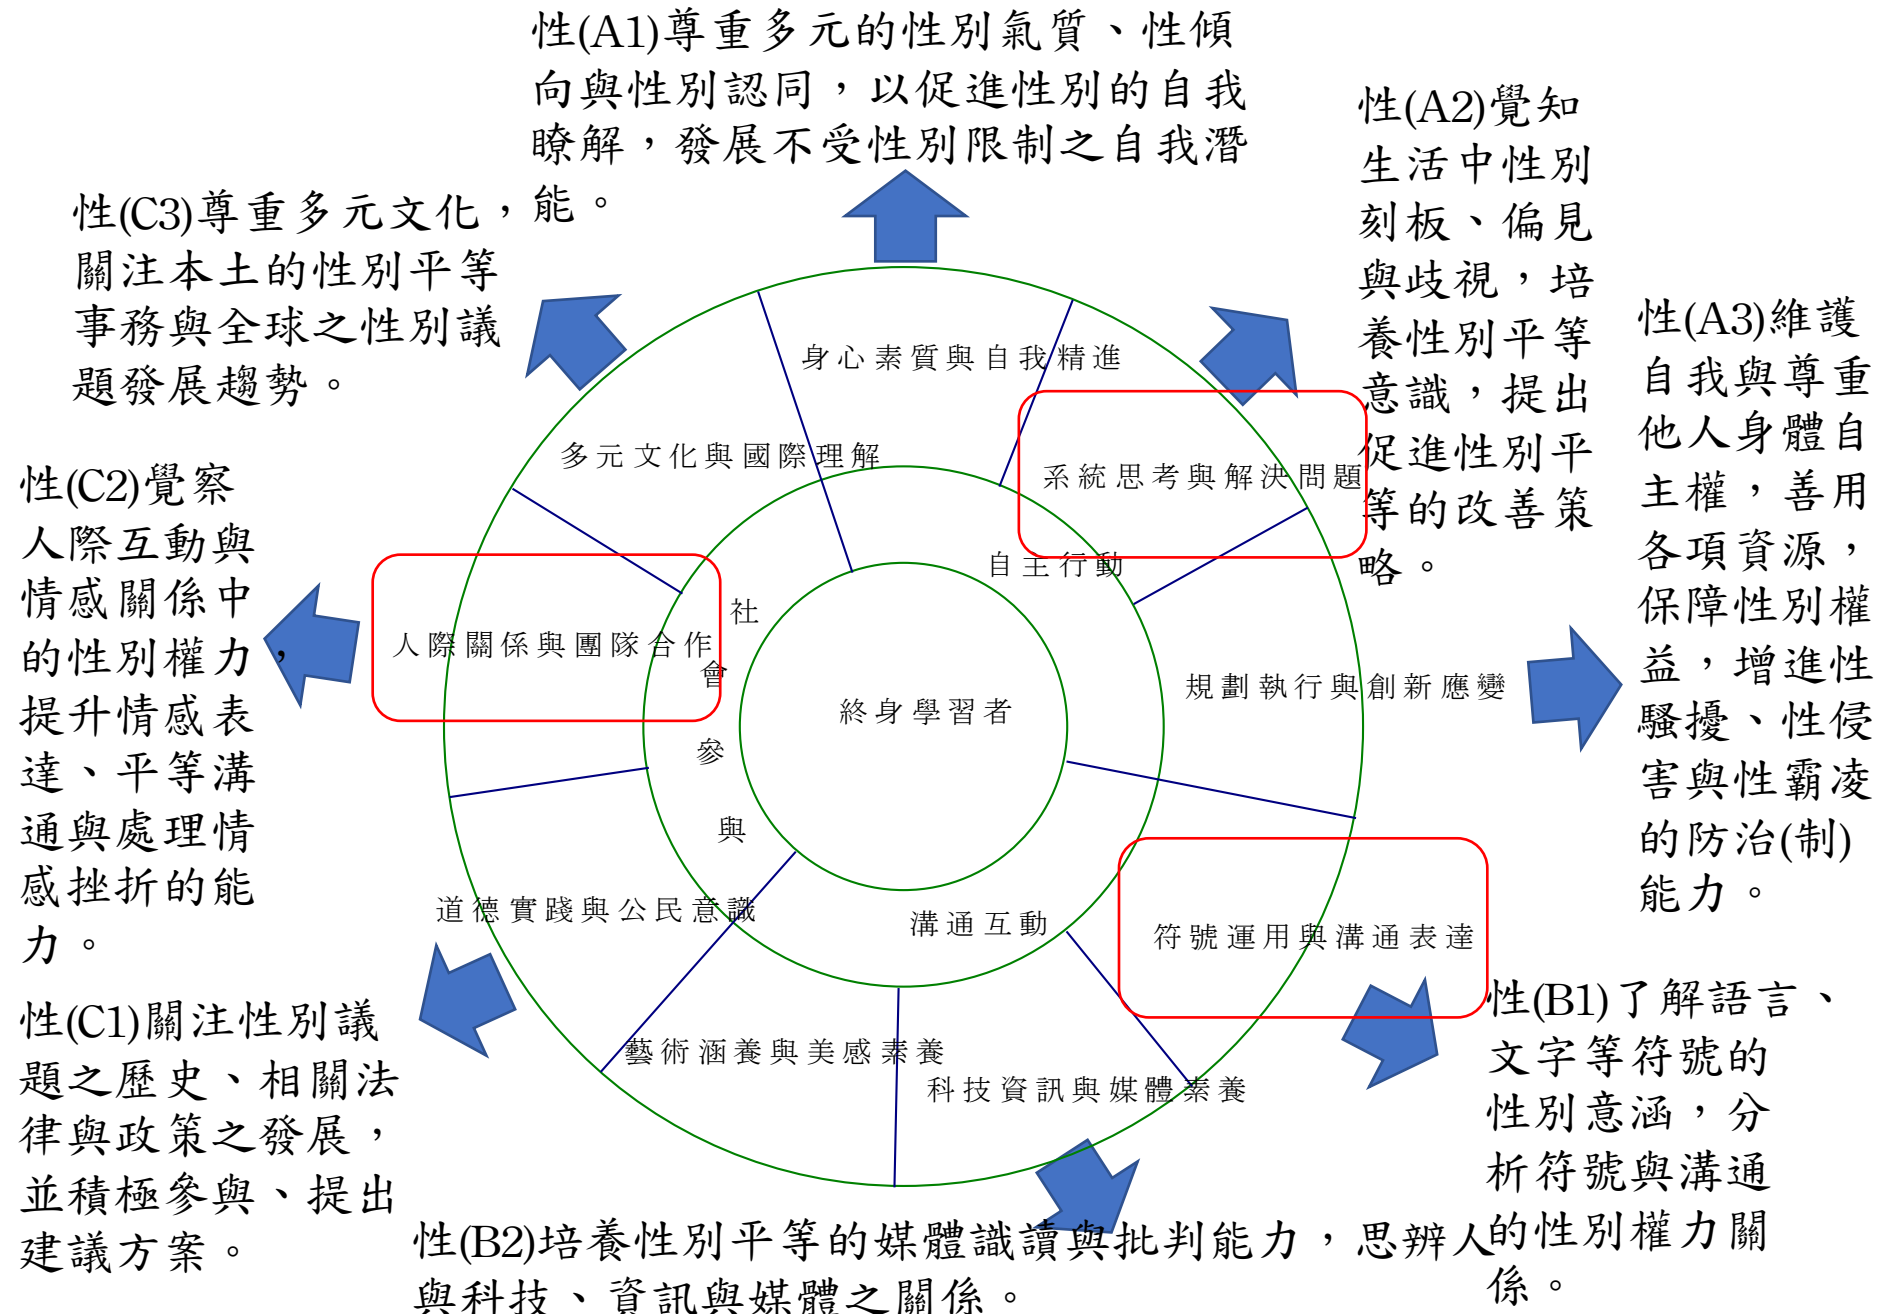 性(A1)尊重多元的性別氣質、性傾
向與性別認同，以促進性別的自我
瞭解，發展不受性別限制之自我潛
能。
性(A2)覺知
生活中性別
刻板、偏見
與歧視，培
養性別平等
意識，提出
促進性別平
等的改善策
略。
性(A3)維護
自我與尊重
他人身體自
主權，善用
各項資源，
保障性別權
益，增進性
騷擾、性侵
害與性霸凌
的防治(制)
能力。
性(C3)尊重多元文化，
關注本土的性別平等
事務與全球之性別議
題發展趨勢。
性(C2)覺察
人際互動與
情感關係中
的性別權力，
提升情感表
達、平等溝
通與處理情
感挫折的能
力。
性(C1)關注性別議
題之歷史、相關法
律與政策之發展，
並積極參與、提出
建議方案。
身心素質與自我精進
系統思考與解決問題
規劃執行與創新應變
符號運用與溝通表達
科技資訊與媒體素養
藝術涵養與美感素養
道德實踐與公民意識
人際關係與團隊合作
多元文化與國際理解
自主行動
溝通互動
社
會
參
與
終身學習者
性(B1)了解語言、
文字等符號的
性別意涵，分
析符號與溝通
的性別權力關
係。
性(B2)培養性別平等的媒體識讀與批判能力，思辨人
與科技、資訊與媒體之關係。